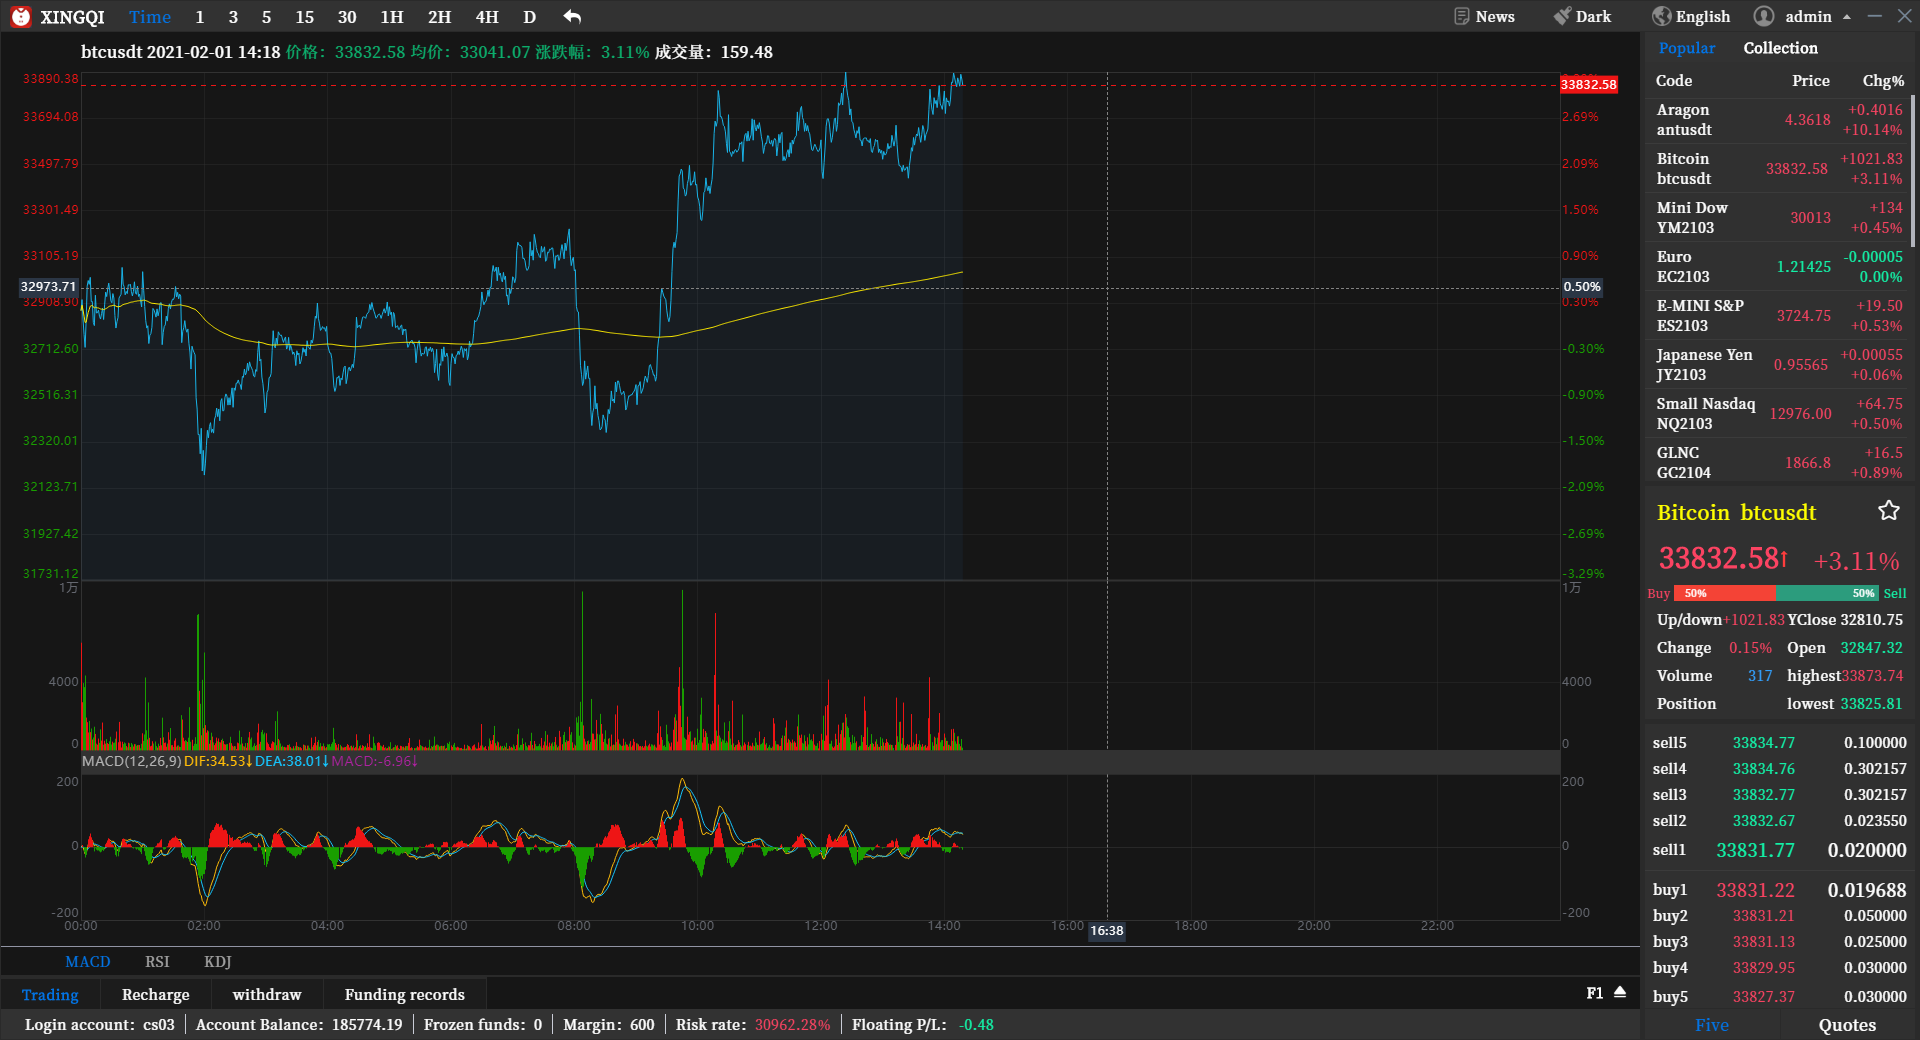 XINGQI Time 1 3 5 15 30 1H 2H 4H D News Dark English admin
btcusdt 2021-02-01 14:18 价格：33832.58 均价：33041.07 涨跌幅：3.11% 成交量：159.48
33890.38
33694.08
33497.79
33301.49
33105.19
32973.71
32908.90
32712.60
32516.31
32320.01
32123.71
31927.42
31731.12
33832.58
2.69%
2.09%
1.50%
0.90%
0.50%
0.30%
-0.30%
-0.90%
-1.50%
-2.09%
-2.69%
-3.29%
1万 1万
4000 4000
0 0
MACD(12,26,9) DIF:34.53↓ DEA:38.01↓ MACD:-6.96↓
200 200
0 0
-200 -200
00:00 02:00 04:00 06:00 08:00 10:00 12:00 14:00 16:00 16:38 18:00 20:00 22:00
MACD RSI KDJ
Trading Recharge withdraw Funding records F1
Login account: cs03 Account Balance: 185774.19 Frozen funds: 0 Margin: 600 Risk rate: 30962.28% Floating P/L: -0.48
Popular Collection
Code Price Chg%
Aragon +0.4016
4.3618
antusdt +10.14%
Bitcoin +1021.83
33832.58
btcusdt +3.11%
Mini Dow +134
30013
YM2103 +0.45%
Euro -0.00005
1.21425
EC2103 0.00%
E-MINI S&P +19.50
3724.75
ES2103 +0.53%
Japanese Yen +0.00055
0.95565
JY2103 +0.06%
Small Nasdaq +64.75
12976.00
NQ2103 +0.50%
GLNC +16.5
1866.8
GC2104 +0.89%
Bitcoin btcusdt
33832.58↑ +3.11%
Buy 50% 50% Sell
Up/down +1021.83 YClose 32810.75
Change 0.15% Open 32847.32
Volume 317 highest 33873.74
Position lowest 33825.81
sell5 33834.77 0.100000
sell4 33834.76 0.302157
sell3 33832.77 0.302157
sell2 33832.67 0.023550
sell1 33831.77 0.020000
buy1 33831.22 0.019688
buy2 33831.21 0.050000
buy3 33831.13 0.025000
buy4 33829.95 0.030000
buy5 33827.37 0.030000
Five Quotes